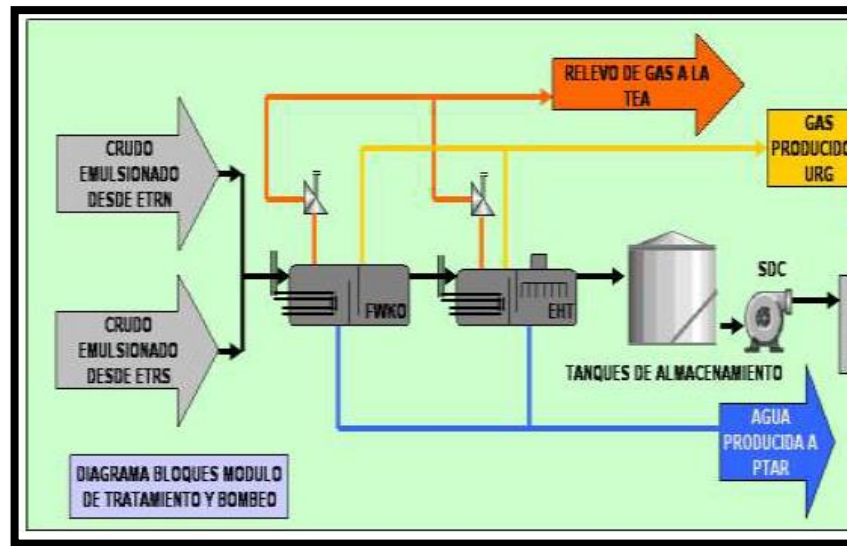 RELEVO DE GAS A LA
TEA
GAS
PRODUCIDO
URG
CRUDO
EMULSIONADO
DESDE ETRN
CRUDO
EMULSIONADO
DESDE ETRS
FWKO
EHT
SDC
TANQUES DE ALMACENAMIENTO
AGUA
PRODUCIDA A
PTAR
DIAGRAMA BLOQUES MODULO
DE TRATAMIENTO Y BOMBEO